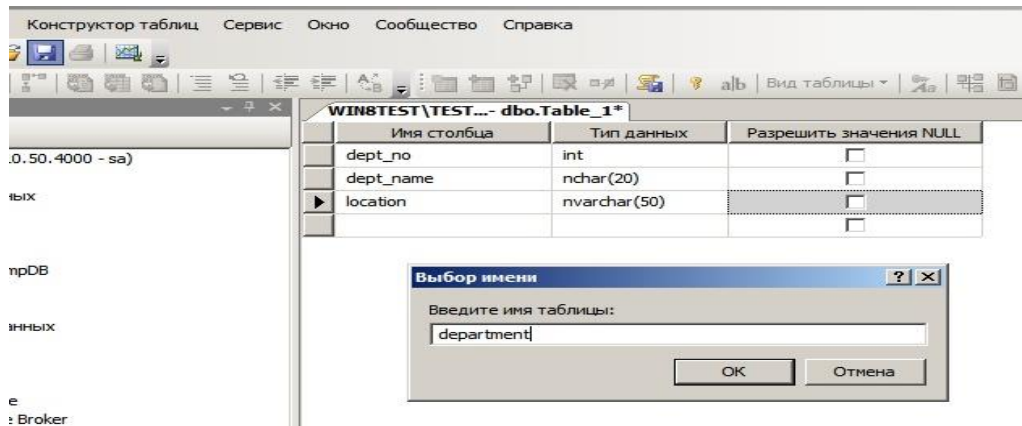 Конструктор таблиц Сервис Окно Сообщество Справка
Вид таблицы
WIN8TEST\TEST...- dbo.Table_1*
Имя столбца Тип данных Разрешить значения NULL
.0.50.4000 - sa)
dept_no int
dept_name nchar(20)
ных
location nvarchar(50)
mpDB
Выбор имени
Введите имя таблицы:
анных
department
OK Отмена
e
e Broker